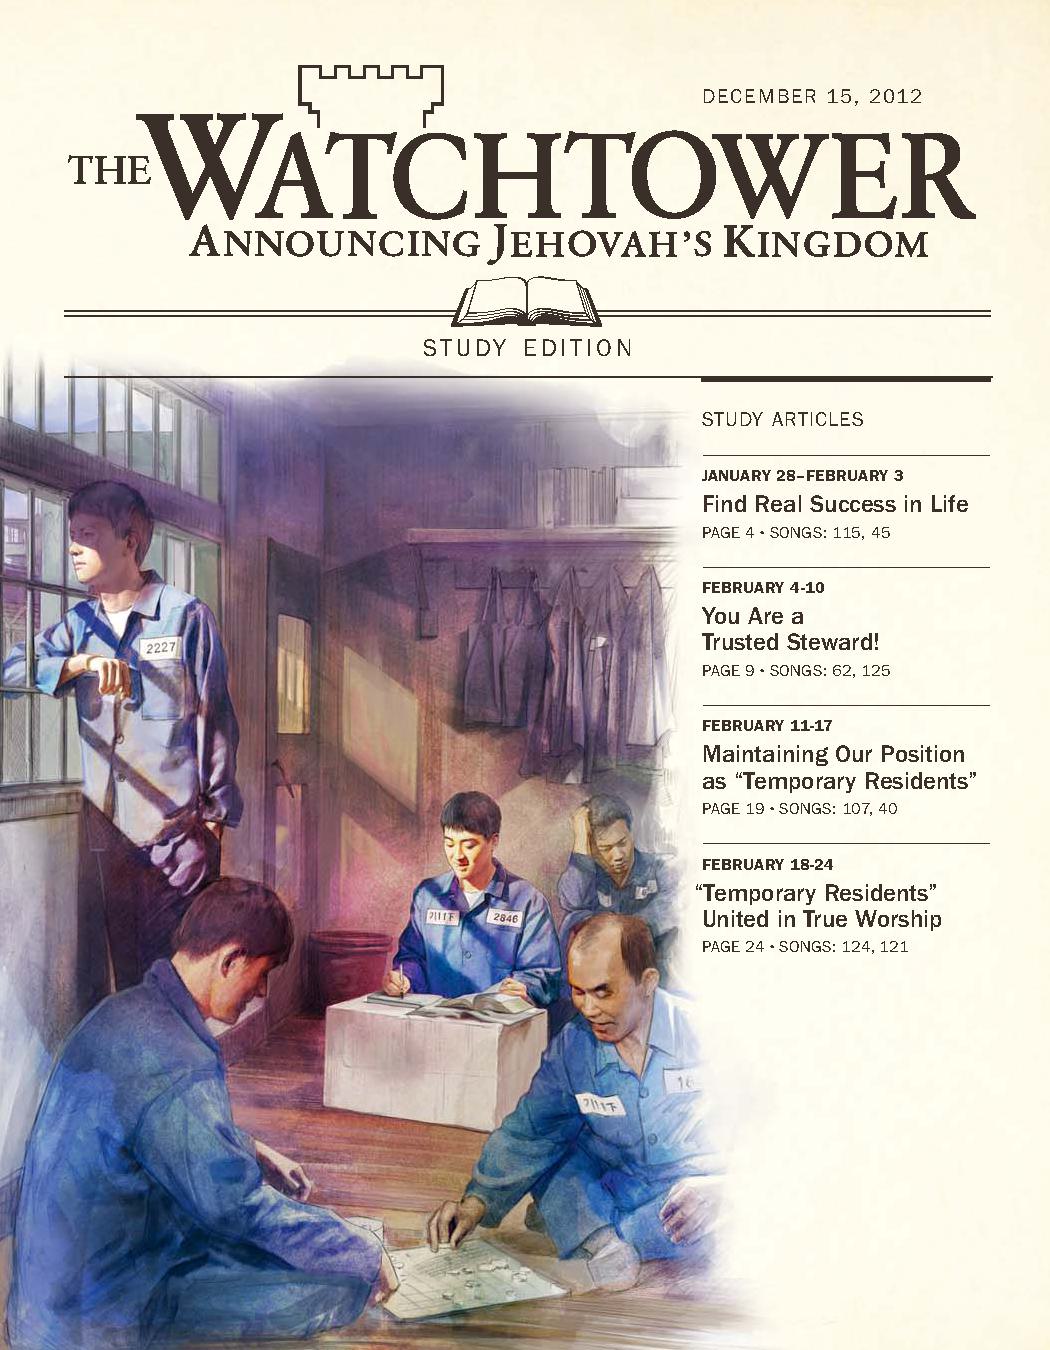 DECEMBER 15, 2012
THE WATCHTOWER
ANNOUNCING JEHOVAH'S KINGDOM
STUDY EDITION
STUDY ARTICLES
JANUARY 28–FEBRUARY 3
Find Real Success in Life
PAGE 4 • SONGS: 115, 45
FEBRUARY 4-10
You Are a
Trusted Steward!
PAGE 9 • SONGS: 62, 125
FEBRUARY 11-17
Maintaining Our Position
as “Temporary Residents”
PAGE 19 • SONGS: 107, 40
FEBRUARY 18-24
“Temporary Residents”
United in True Worship
PAGE 24 • SONGS: 124, 121
2227
2846